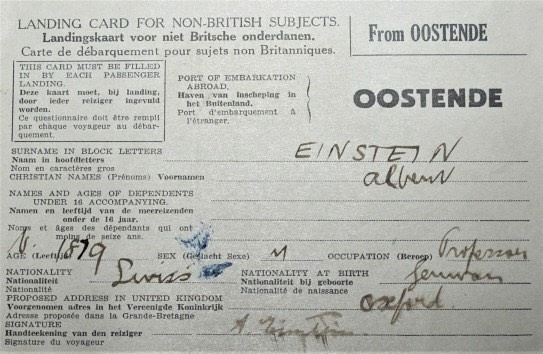 LANDING CARD FOR NON-BRITISH SUBJECTS.
Landingskaart voor niet Britsche onderdanen.
Carte de débarquement pour sujets non Britanniques.
From OOSTENDE
THIS CARD MUST BE FILLED
IN BY EACH PASSENGER
LANDING.
Deze kaart moet, bij landing,
door ieder reiziger ingevuld
worden.
Ce questionnaire doit être rempli
par chaque voyageur au débar-
quement.
PORT OF EMBARKATION
ABROAD.
Haven van inscheping in
het Buitenland.
Port d'embarquement à
l'étranger.
OOSTENDE
SURNAME IN BLOCK LETTERS
Naam in hoofdletters
Nom en caractères gros
EINSTEIN
CHRISTIAN NAMES (Prénoms) Voornamen
Albert
NAMES AND AGES OF DEPENDENTS
UNDER 16 ACCOMPANYING.
Namen en leeftijd van de meereizenden
onder de 16 jaar.
Noms et âges des dépendants qui ont
moins de seize ans.
AGE (Leeftijd) 1879 SEX (Geslacht Sexe) M OCCUPATION (Beroep) Professor
NATIONALITY
Nationaliteit
Nationalité
Swiss
NATIONALITY AT BIRTH
Nationaliteit bij geboorte
Nationalité de naissance
German
PROPOSED ADDRESS IN UNITED KINGDOM
Voorgenomen adres in het Vereenigde Koninkrijk
Adresse proposée dans la Grande-Bretagne
Oxford
SIGNATURE
Handteekening van den reiziger
Signature du voyageur
A. Einstein.